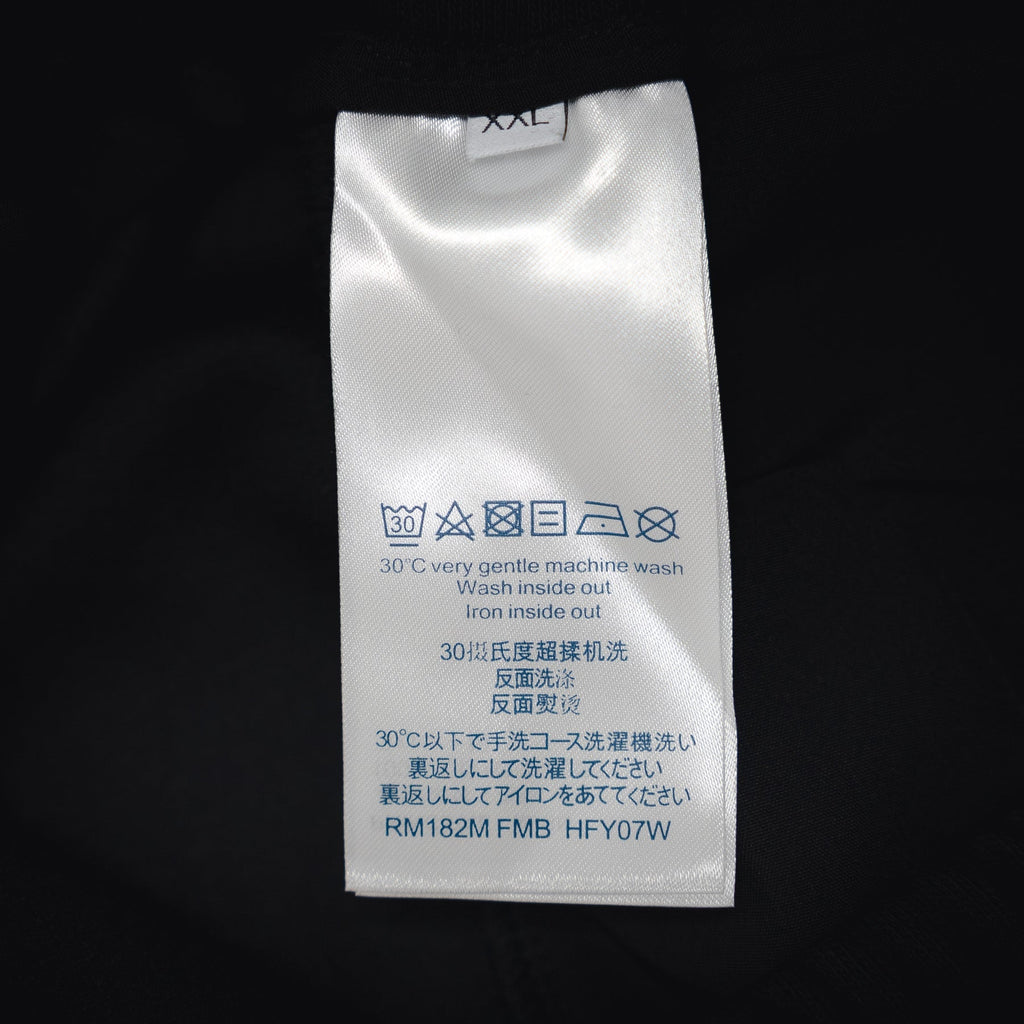 XXL
30
30°C very gentle machine wash
Wash inside out
Iron inside out
30摄氏度超揉机洗
反面洗涤
反面熨烫
30°C以下で手洗コース洗濯機洗い
裏返しにして洗濯してください
裏返しにしてアイロンをあててください
RM182M FMB HFY07W